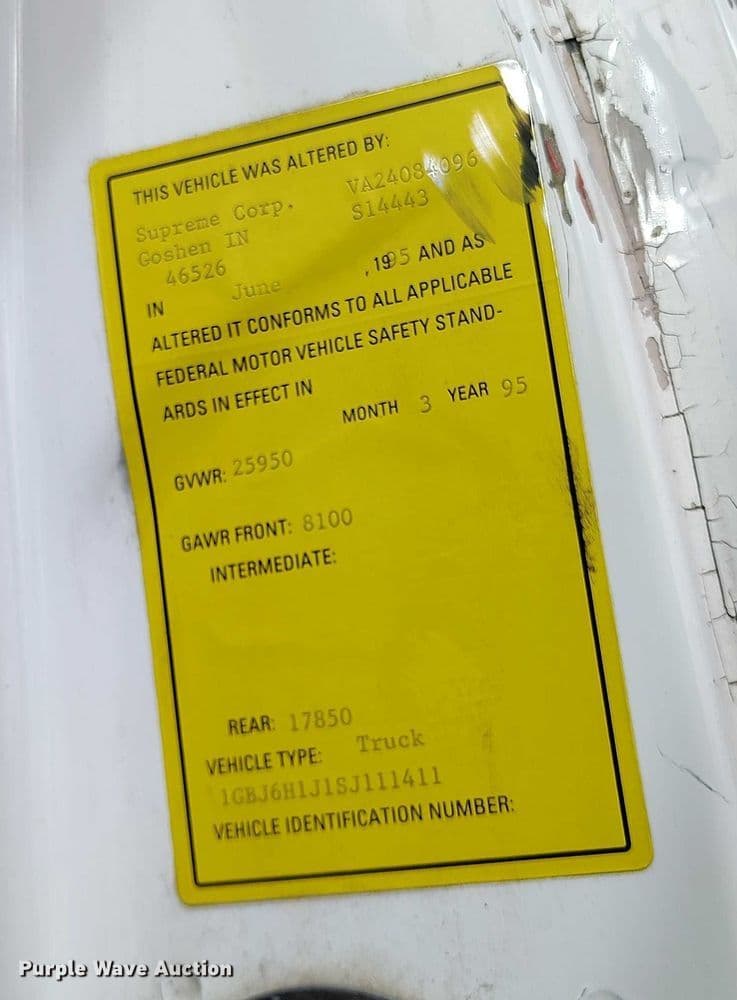 THIS VEHICLE WAS ALTERED BY:
Supreme Corp. VA24084096
Goshen IN S14443
46526
IN June , 1995 AND AS
ALTERED IT CONFORMS TO ALL APPLICABLE
FEDERAL MOTOR VEHICLE SAFETY STAND-
ARDS IN EFFECT IN
MONTH 3 YEAR 95
GVWR: 25950
GAWR FRONT: 8100
INTERMEDIATE:
REAR: 17850
VEHICLE TYPE: Truck
1GBJ6H1J1SJ111411
VEHICLE IDENTIFICATION NUMBER:
Purple Wave Auction